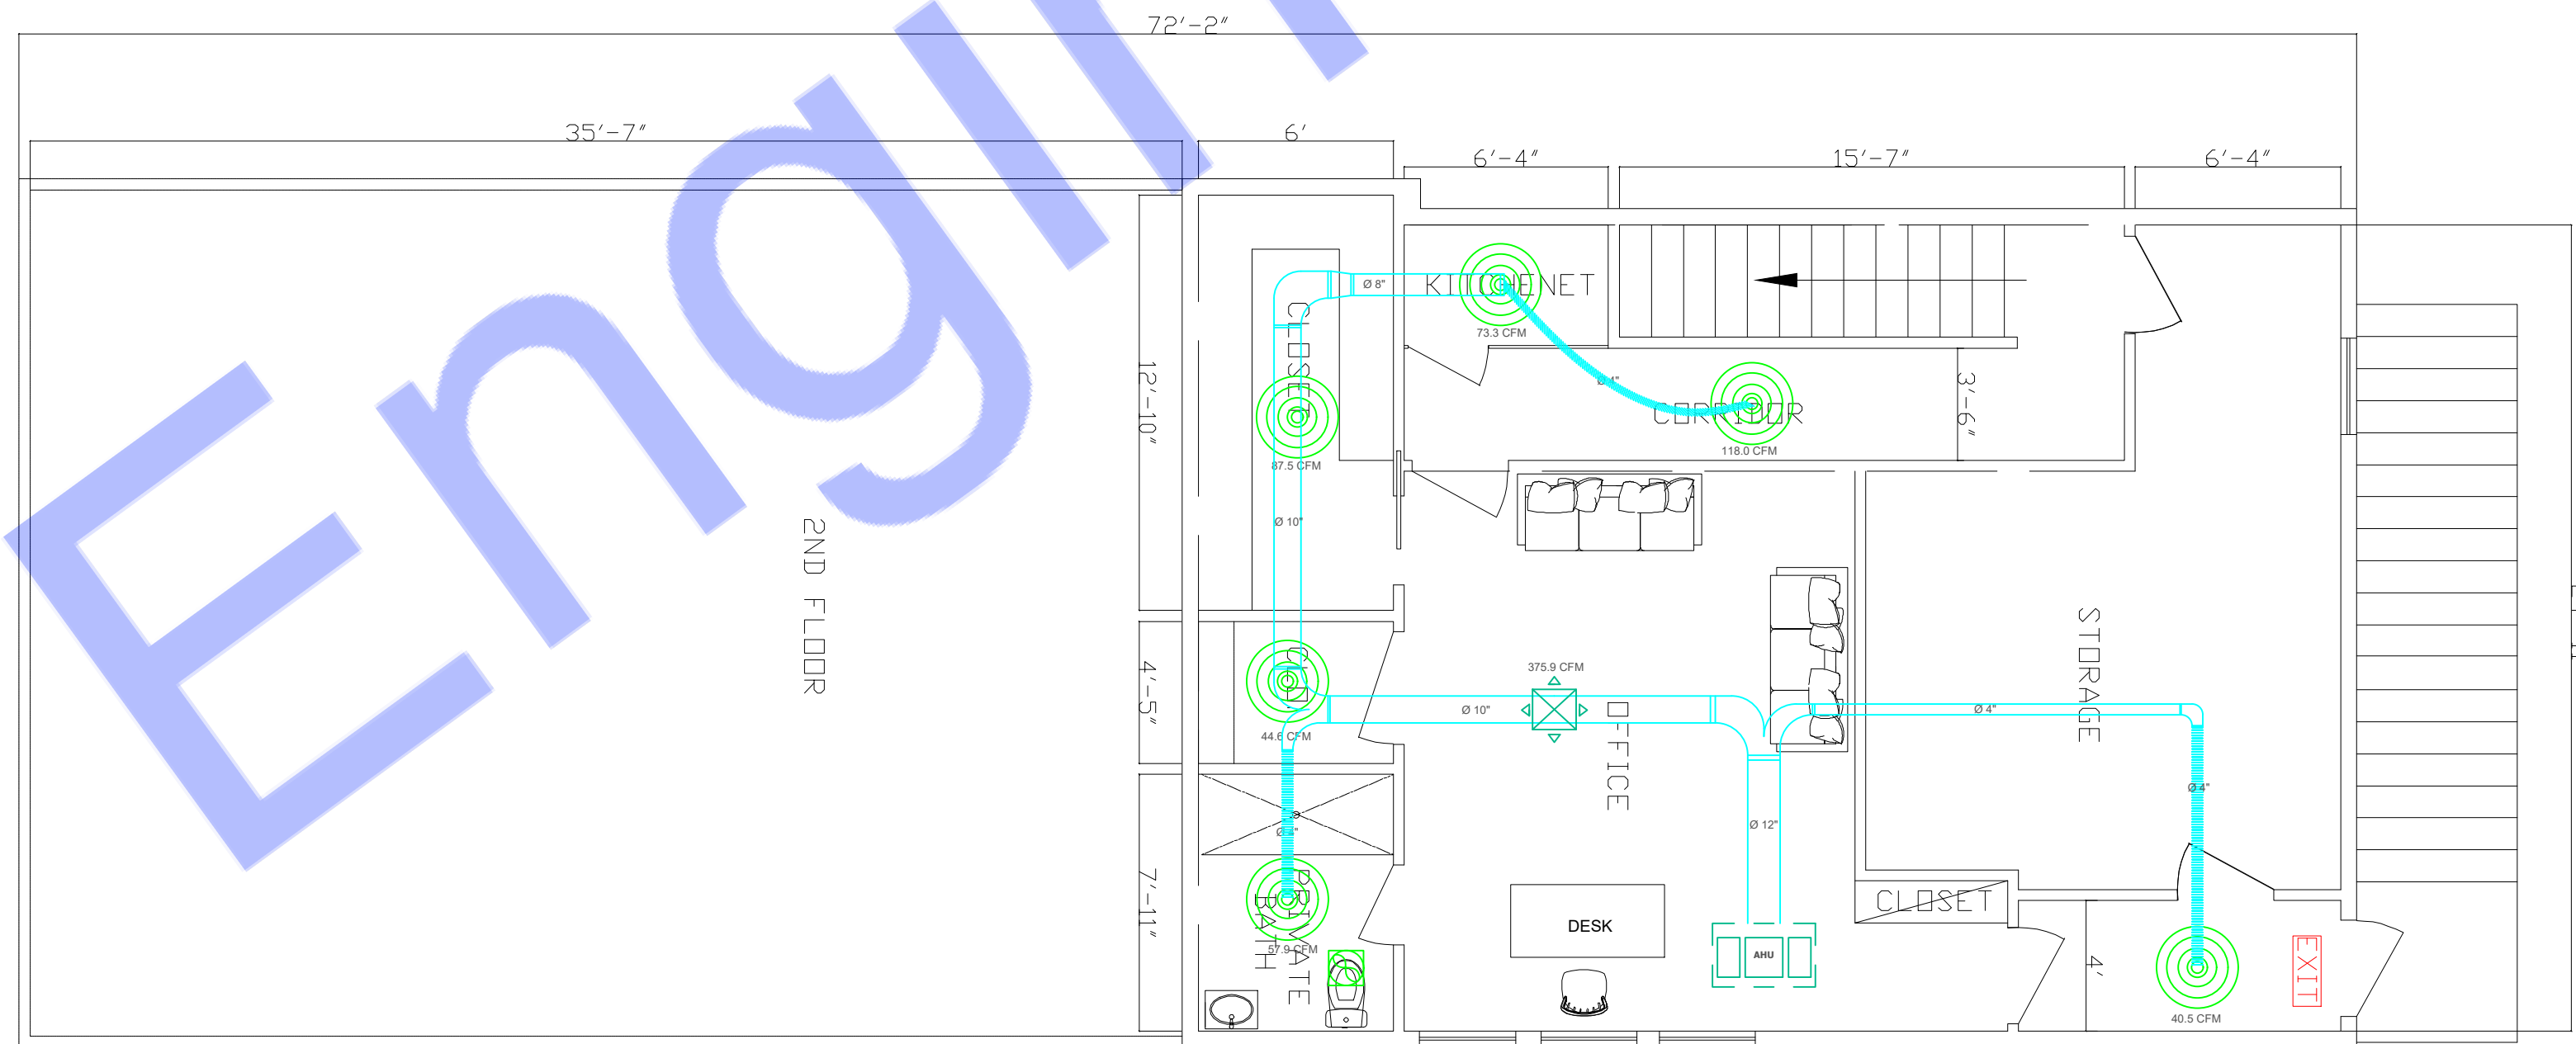 72'-2"
35'-7"
6'
6'-4"
15'-7"
6'-4"
Engin
Ø 8"
KITCHENET
73.3 CFM
CLOSET
87.5 CFM
12'-10"
Ø 4"
CORRIDOR
118.0 CFM
3'-6"
Ø 10"
2ND FLOOR
STORAGE
4'-5"
44.6 CFM
375.9 CFM
Ø 10"
OFFICE
Ø 4"
Ø 4"
Ø 12"
7'-11"
PRIVATE
BAH
57.9 CFM
DESK
AHU
CLOSET
4'
EXIT
40.5 CFM